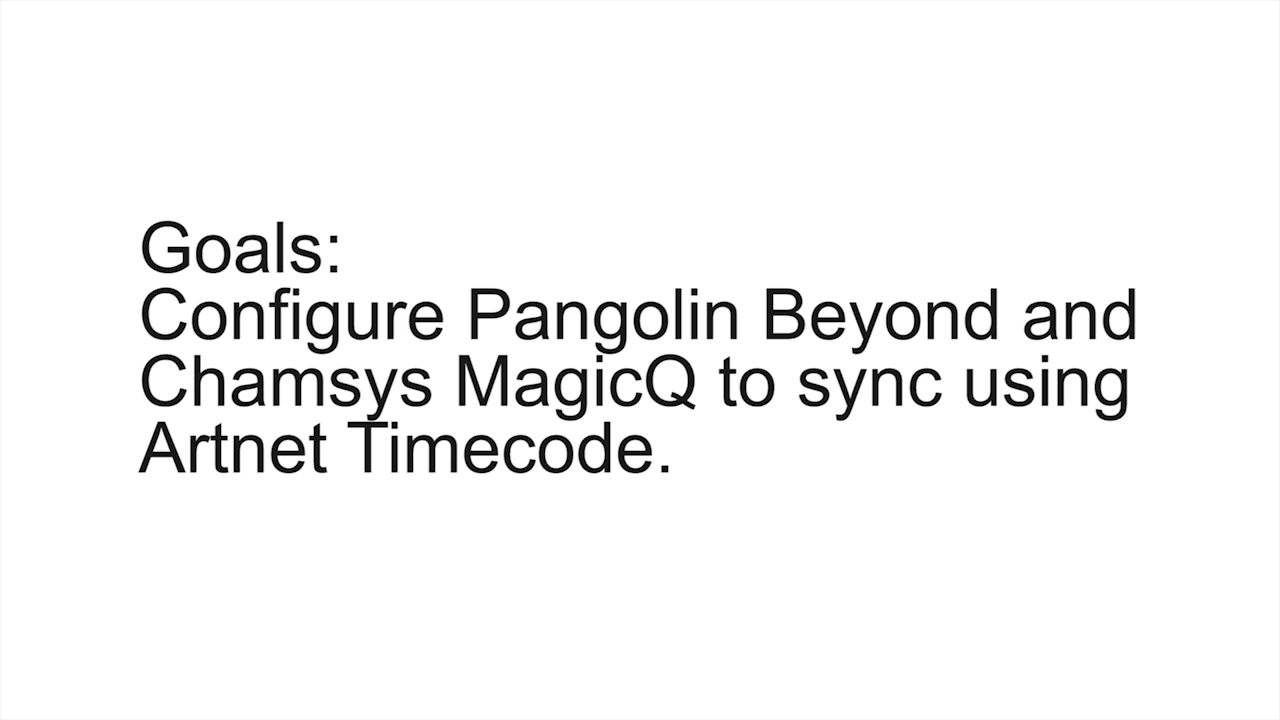 Goals:
Configure Pangolin Beyond and
Chamsys MagicQ to sync using
Artnet Timecode.